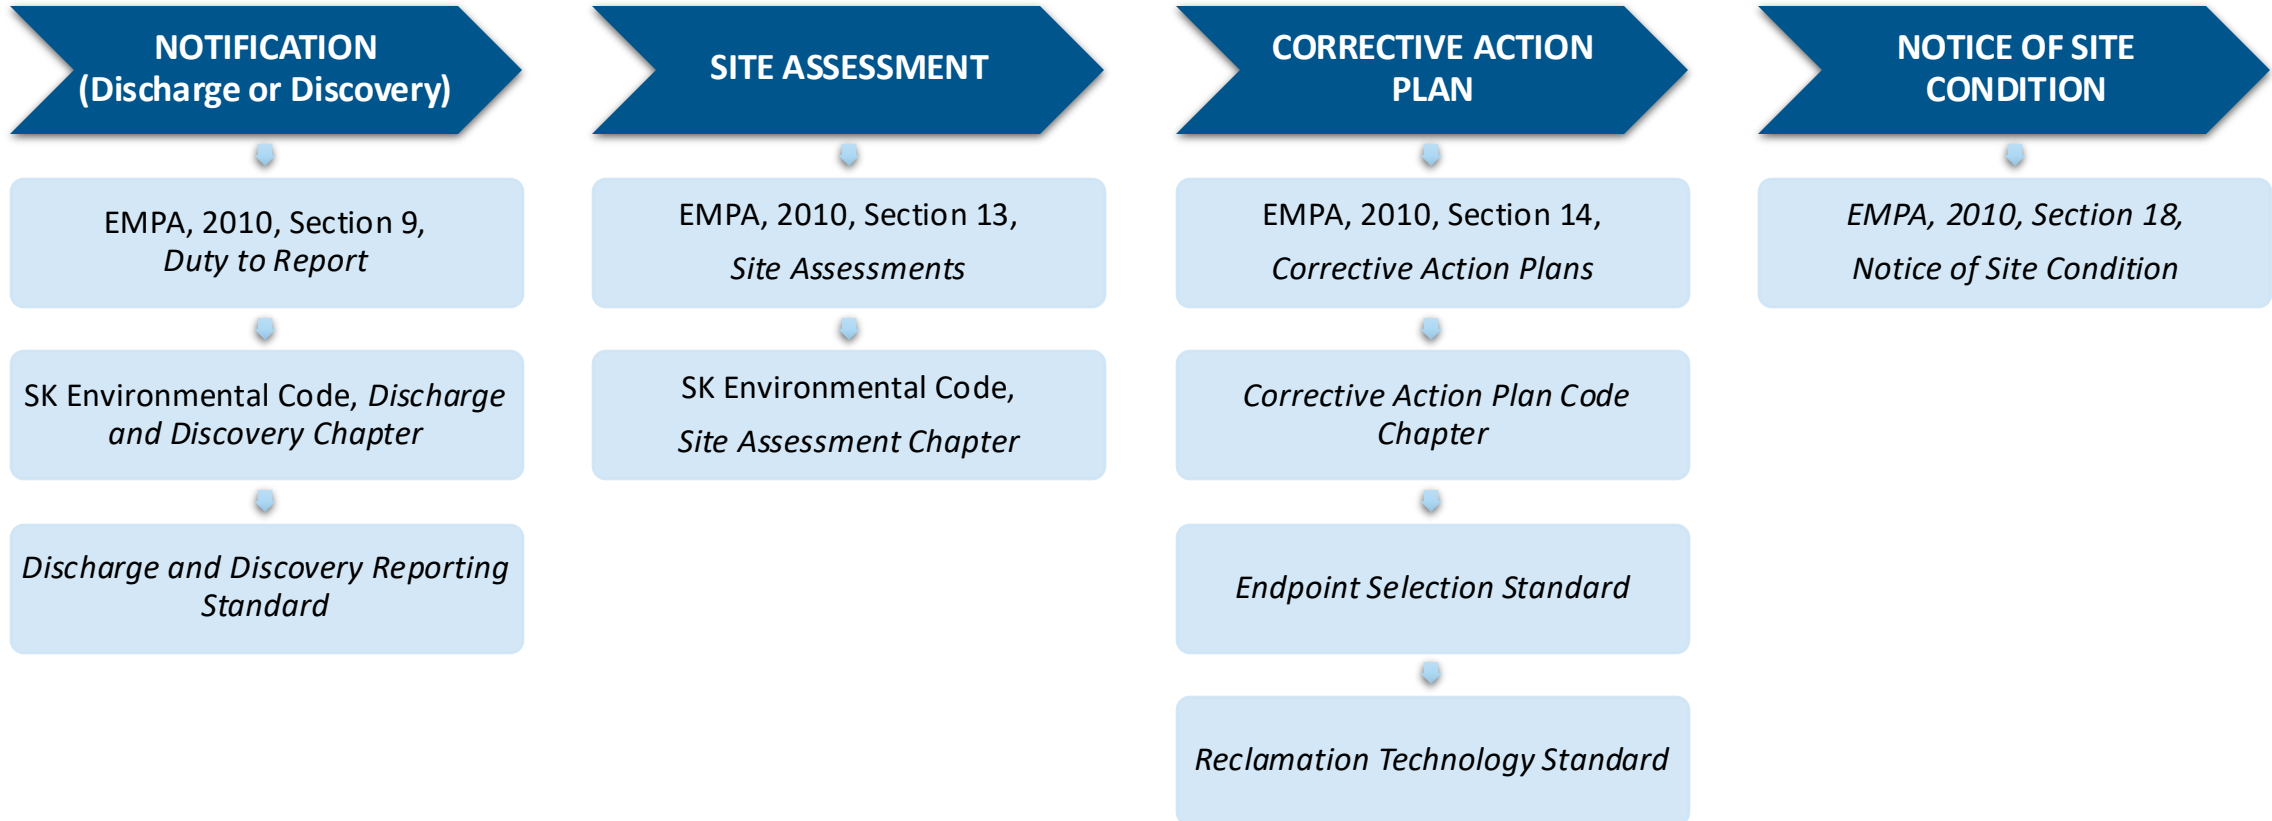 NOTIFICATION
(Discharge or Discovery)
EMPA, 2010, Section 9,
Duty to Report
SK Environmental Code, Discharge
and Discovery Chapter
Discharge and Discovery Reporting
Standard
SITE ASSESSMENT
EMPA, 2010, Section 13,
Site Assessments
SK Environmental Code,
Site Assessment Chapter
CORRECTIVE ACTION
PLAN
EMPA, 2010, Section 14,
Corrective Action Plans
Corrective Action Plan Code
Chapter
Endpoint Selection Standard
Reclamation Technology Standard
NOTICE OF SITE
CONDITION
EMPA, 2010, Section 18,
Notice of Site Condition